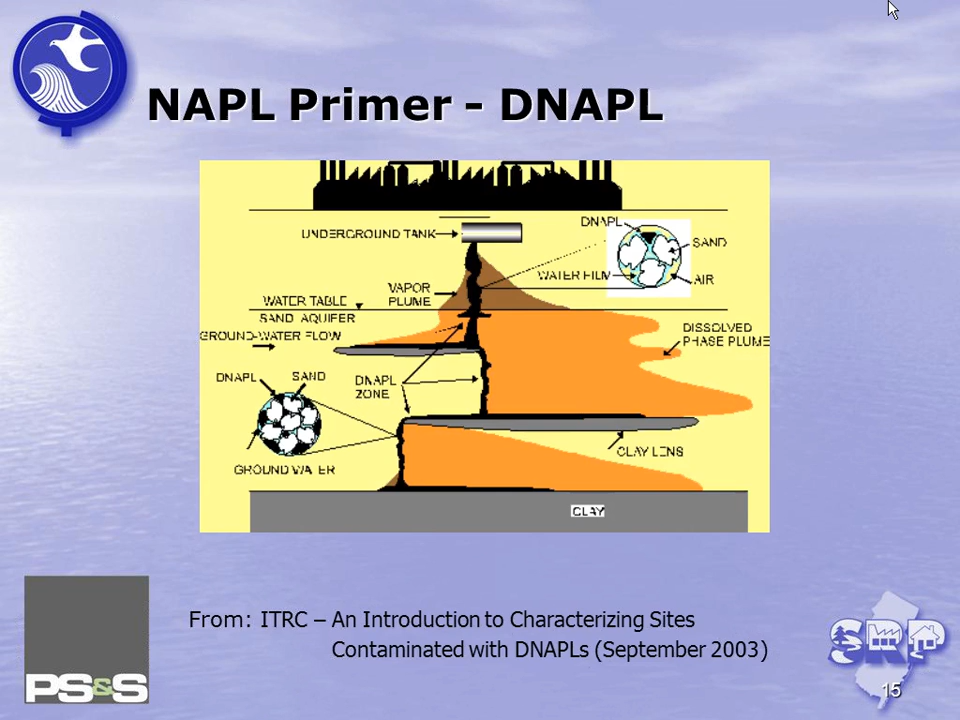 NAPL Primer - DNAPL
UNDERGROUND TANK
DNAPL
SAND
WATER FILM
AIR
VAPOR
PLUME
WATER TABLE
SAND AQUIFER
GROUND-WATER FLOW
DISSOLVED
PHASE PLUME
DNAPL
SAND
DNAPL
ZONE
GROUND WATER
CLAY LENS
CLAY
From: ITRC – An Introduction to Characterizing Sites
Contaminated with DNAPLs (September 2003)
PS&S
SRP
15